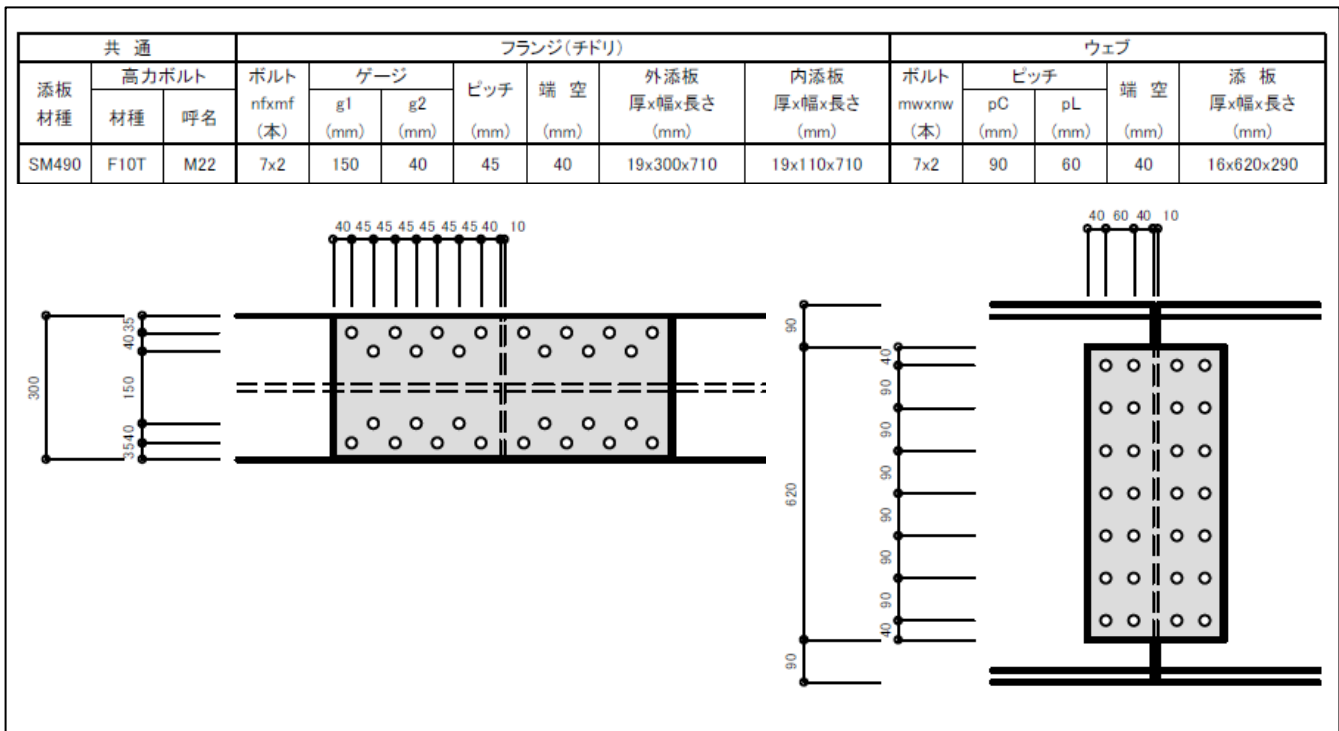 共 通 フランジ(チドリ) ウェブ
添板 高力ボルト ボルト ゲージ ピッチ 端 空 外添板 内添板 ボルト ピッチ 端 空 添 板
材種 材種 呼名 nfxmf g1 g2 厚x幅x長さ 厚x幅x長さ mwxnw pC pL 厚x幅x長さ
(本) (mm) (mm) (mm) (mm) (mm) (mm) (本) (mm) (mm) (mm) (mm)
SM490 F10T M22 7x2 150 40 45 40 19x300x710 19x110x710 7x2 90 60 40 16x620x290
40 45 45 45 45 45 45 40 10
300
35
40
150
40
35
40 60 40 10
90
620
90
40
90
90
90
90
90
90
40